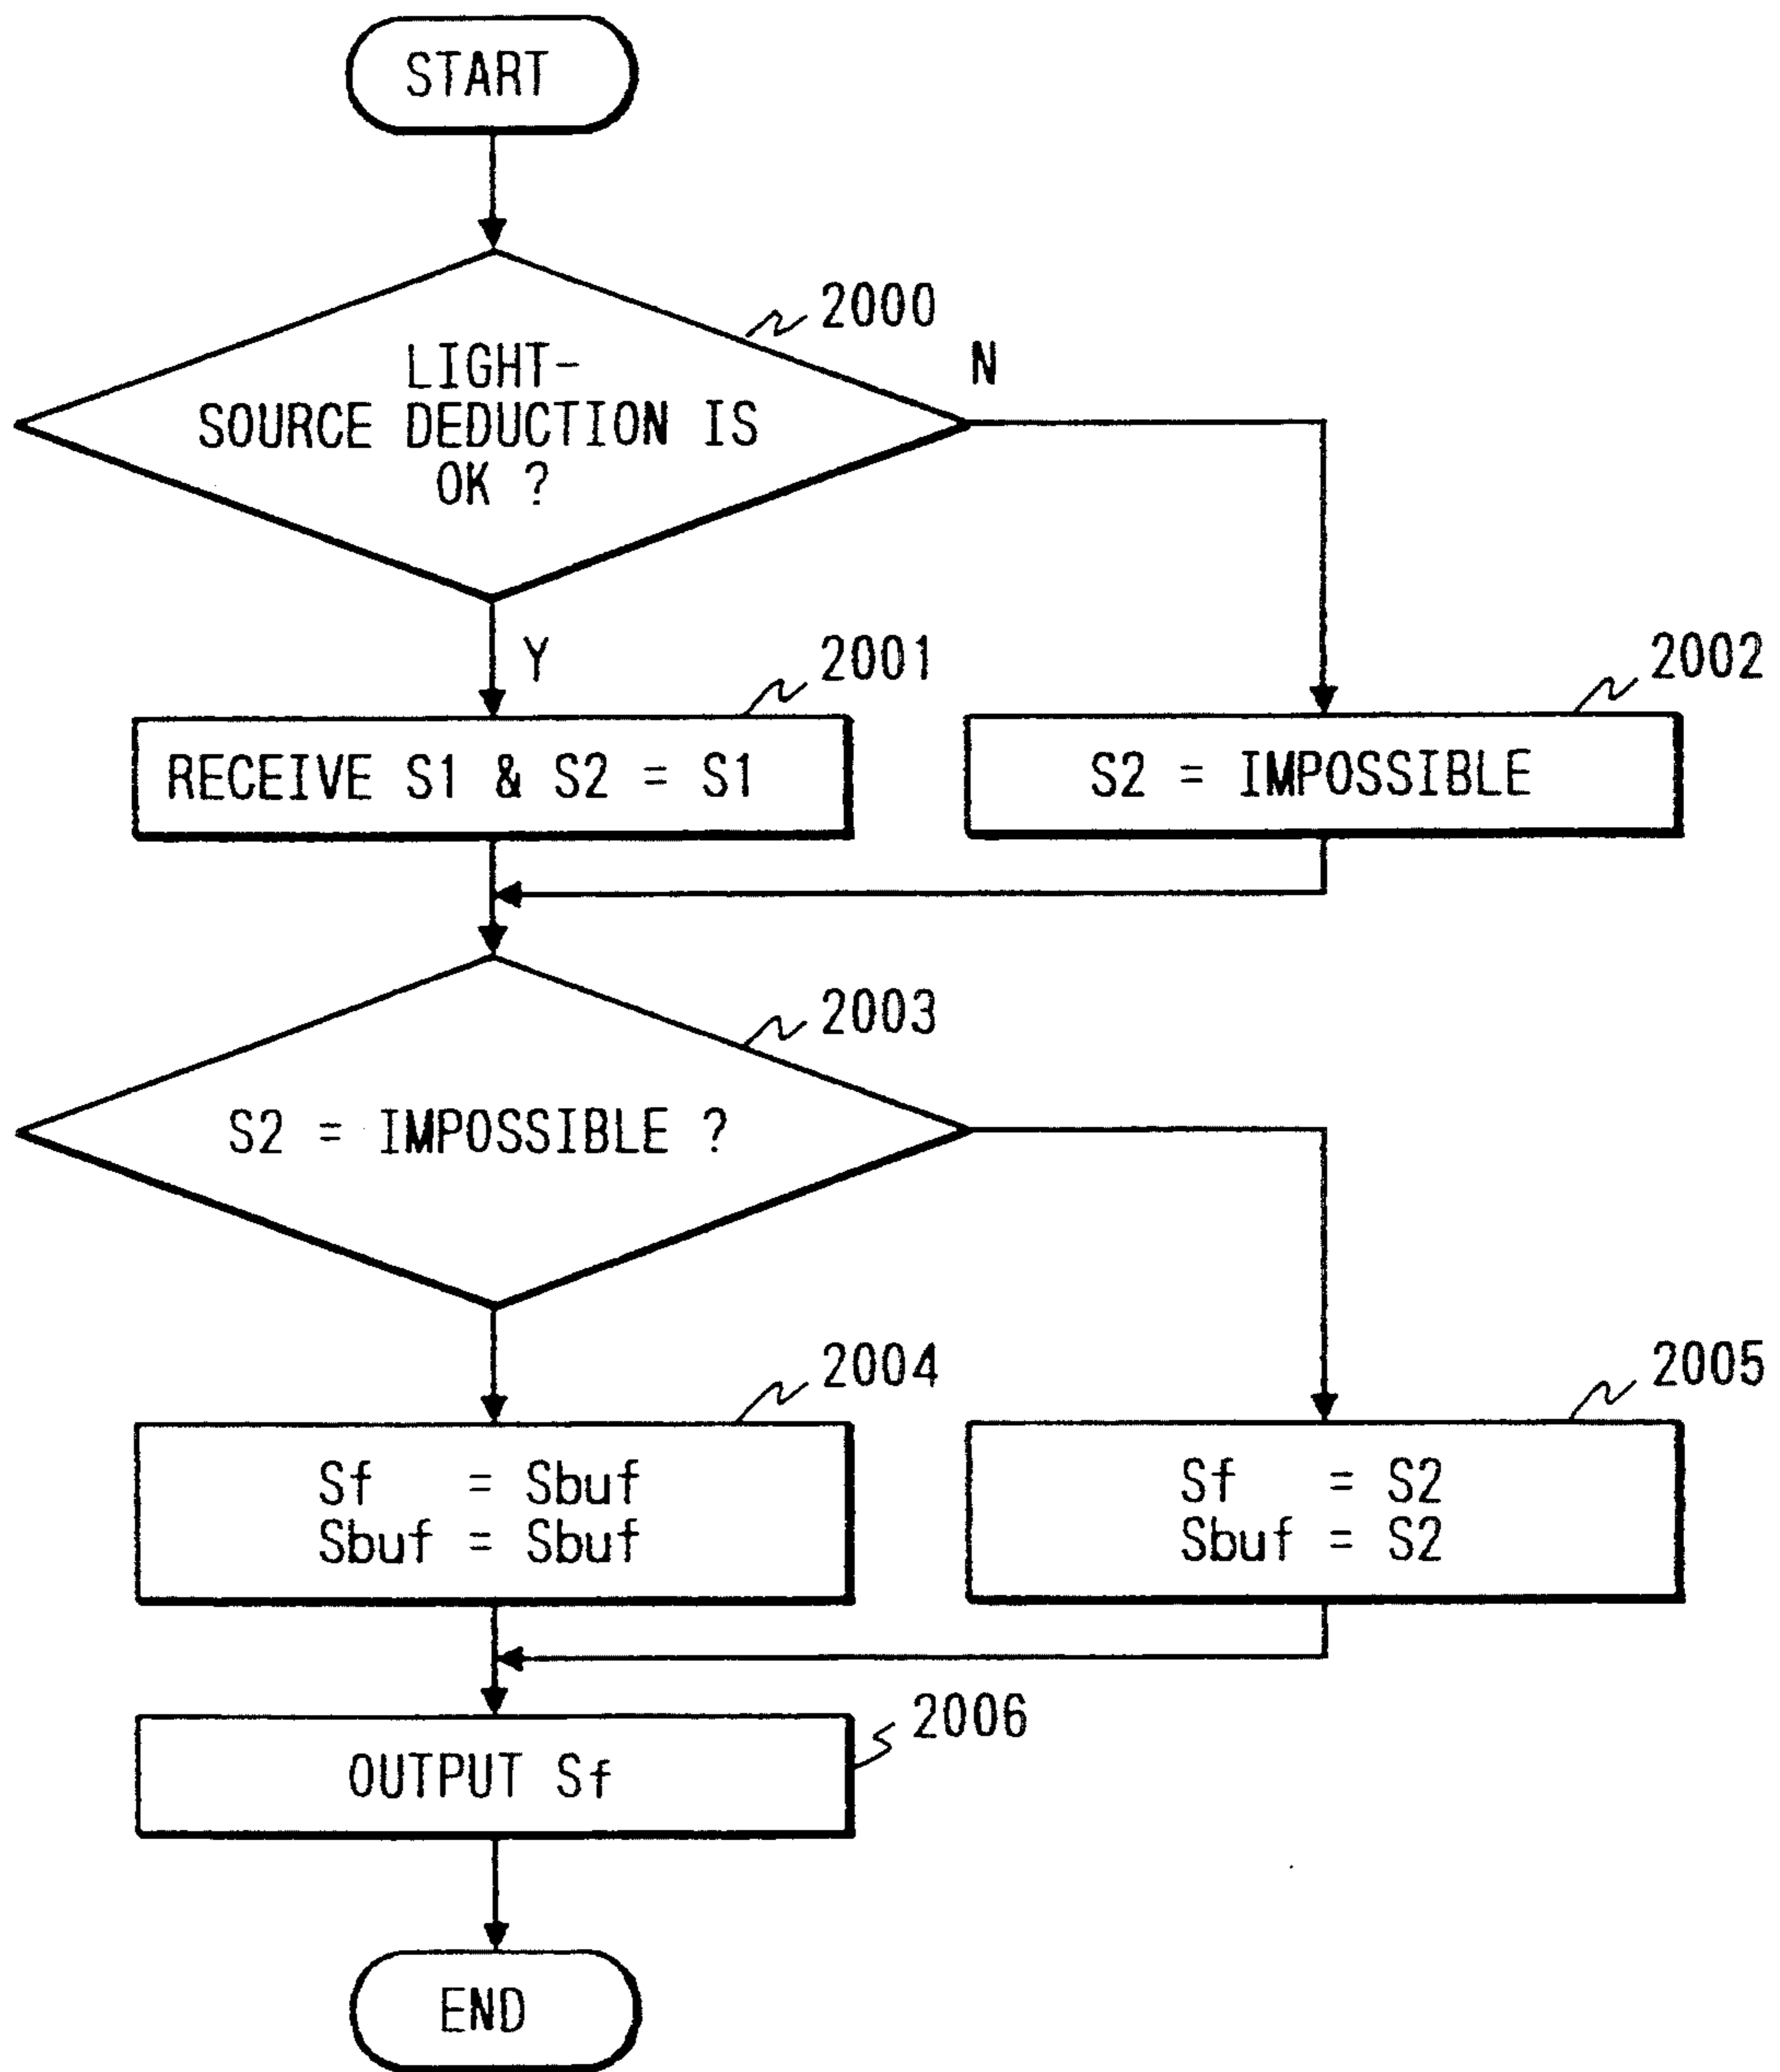 START
2000
LIGHT-
SOURCE DEDUCTION IS
OK ?
N
Y
2001
2002
RECEIVE S1 & S2 = S1
S2 = IMPOSSIBLE
2003
S2 = IMPOSSIBLE ?
2004
2005
Sf = Sbuf
Sbuf = Sbuf
Sf = S2
Sbuf = S2
2006
OUTPUT Sf
END